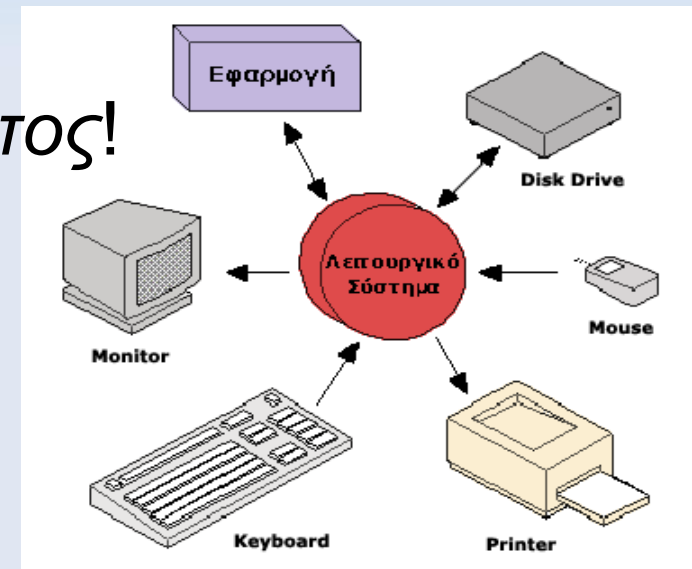 Εφαρμογή
τος!
Disk Drive
Λειτουργικό
Σύστημα
Monitor
Mouse
Keyboard
Printer